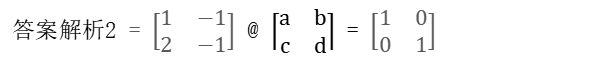 答案解析2 = [1 -1 2 -1] @ [a b c d] = [1 0 0 1]